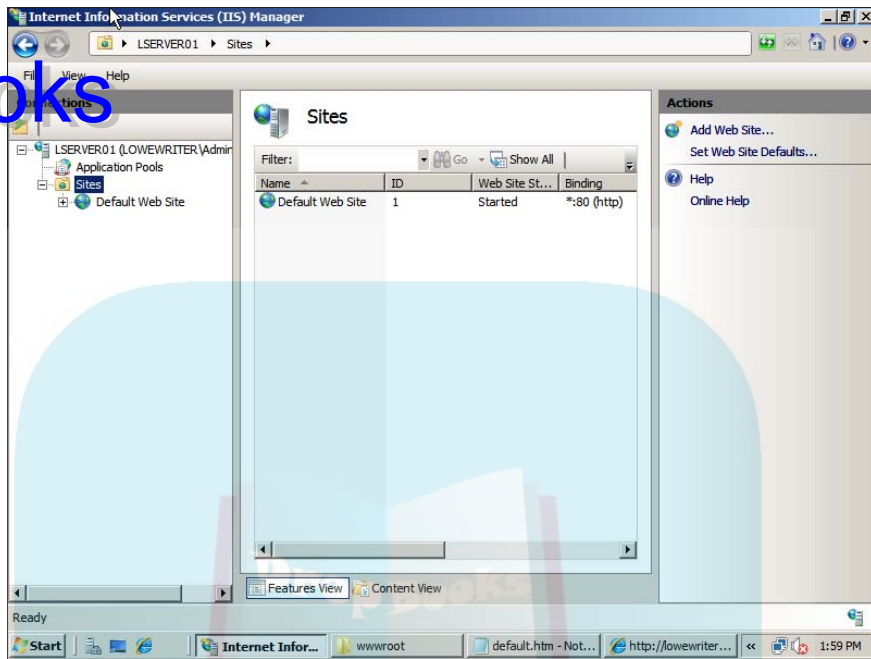 Internet Information Services (IIS) Manager
LSERVER01 Sites
File View Help
oks
Connections
LSERVER01 (LOWEWRITER\Admin
Application Pools
Sites
Default Web Site
Sites
Filter: Go Show All
Name ID Web Site St... Binding
Default Web Site 1 Started *:80 (http)
Features View Content View
Actions
Add Web Site...
Set Web Site Defaults...
Help
Online Help
DropBooks
Ready
Start Internet Infor... wwwroot default.htm - Not... http://lowewriter... « 1:59 PM